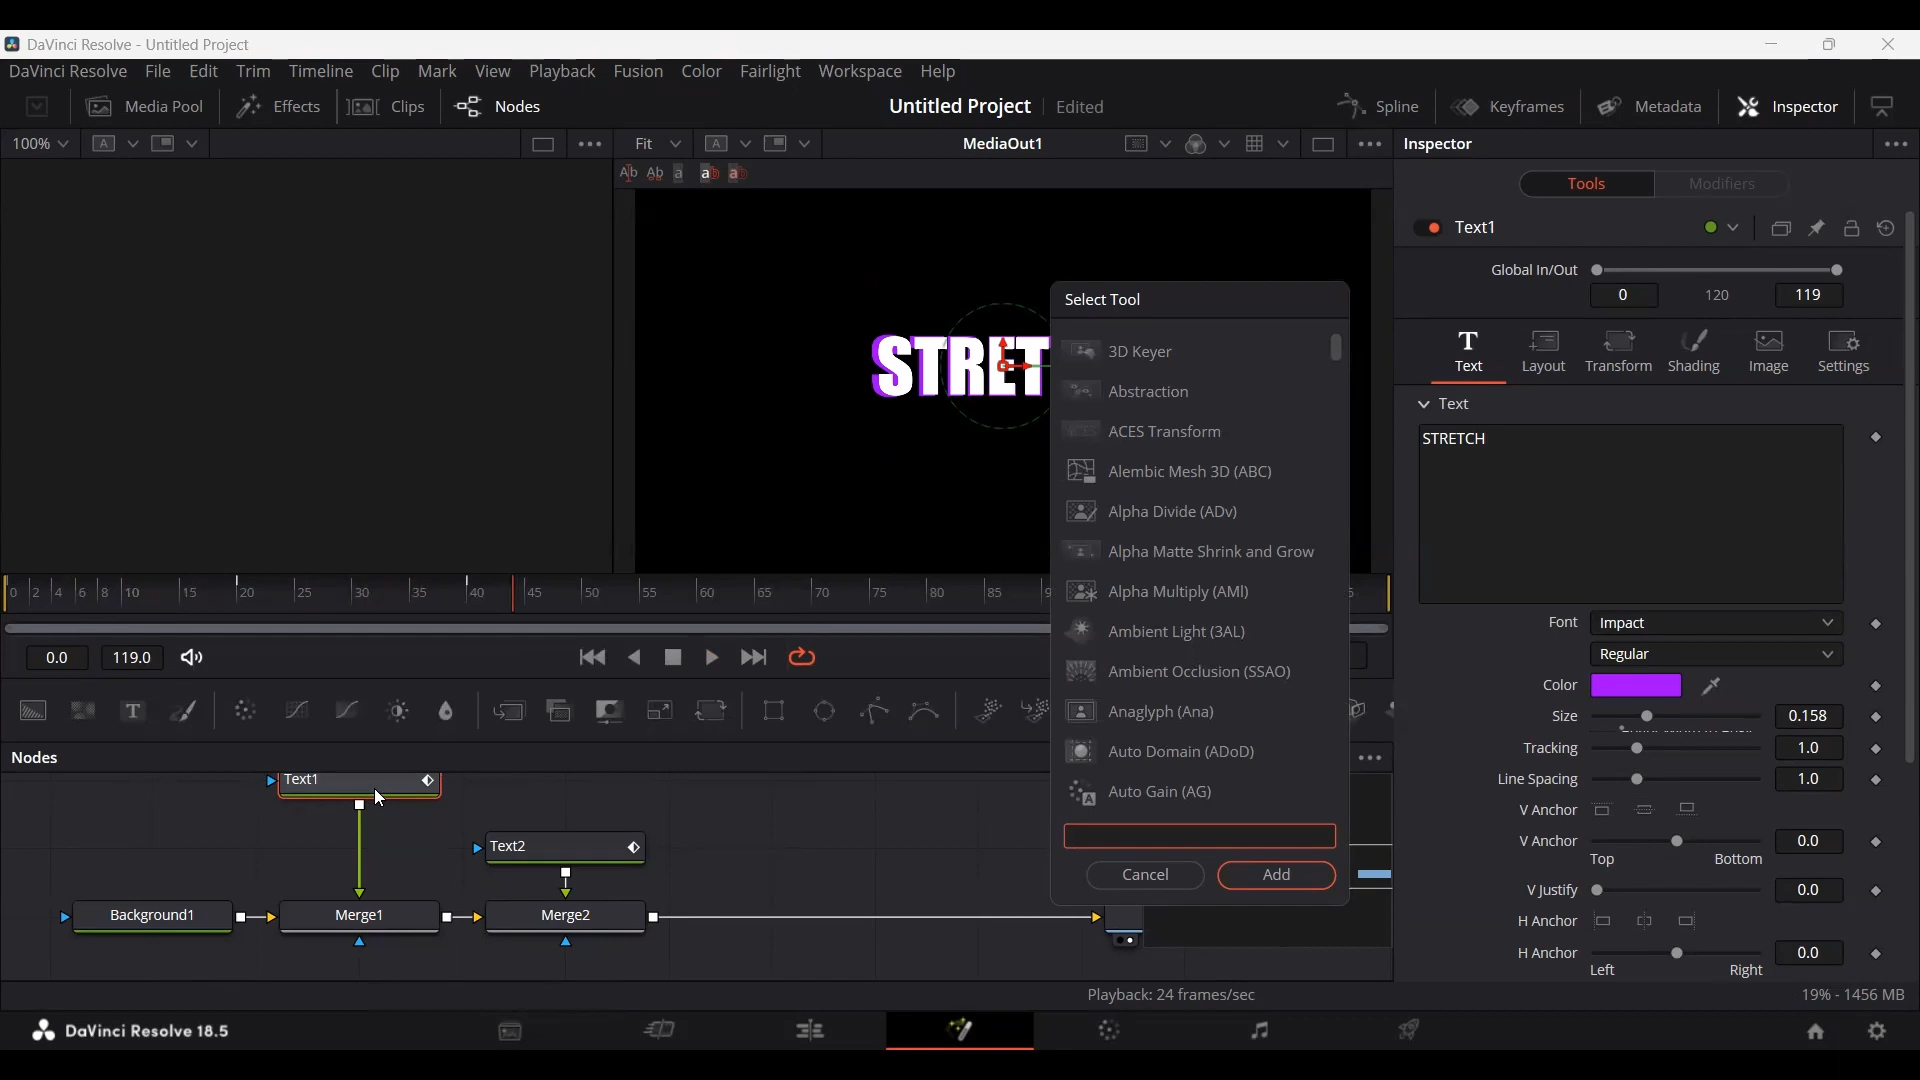 DaVinci Resolve - Untitled Project
DaVinci Resolve File Edit Trim Timeline Clip Mark View Playback Fusion Color Fairlight Workspace Help
Media Pool Effects Clips Nodes Untitled Project Edited Spline Keyframes Metadata Inspector
100% A Fit A MediaOut1 Inspector
Tools Modifiers
Text1
Global In/Out
0 120 119
Text Layout Transform Shading Image Settings
Text
STRETCH
Font Impact
Regular
Color
Size 0.158
Tracking 1.0
Line Spacing 1.0
V Anchor
V Anchor 0.0
Top Bottom
V Justify 0.0
H Anchor
H Anchor 0.0
Left Right
STRET
Select Tool
3D Keyer
Abstraction
ACES Transform
Alembic Mesh 3D (ABC)
Alpha Divide (ADv)
Alpha Matte Shrink and Grow
Alpha Multiply (AMl)
Ambient Light (3AL)
Ambient Occlusion (SSAO)
Anaglyph (Ana)
Auto Domain (ADoD)
Auto Gain (AG)
Cancel Add
0 2 4 6 8 10 15 20 25 30 35 40 45 50 55 60 65 70 75 80 85
0.0 119.0
Nodes
Text1
Text2
Background1 Merge1 Merge2
Playback: 24 frames/sec 19% - 1456 MB
DaVinci Resolve 18.5